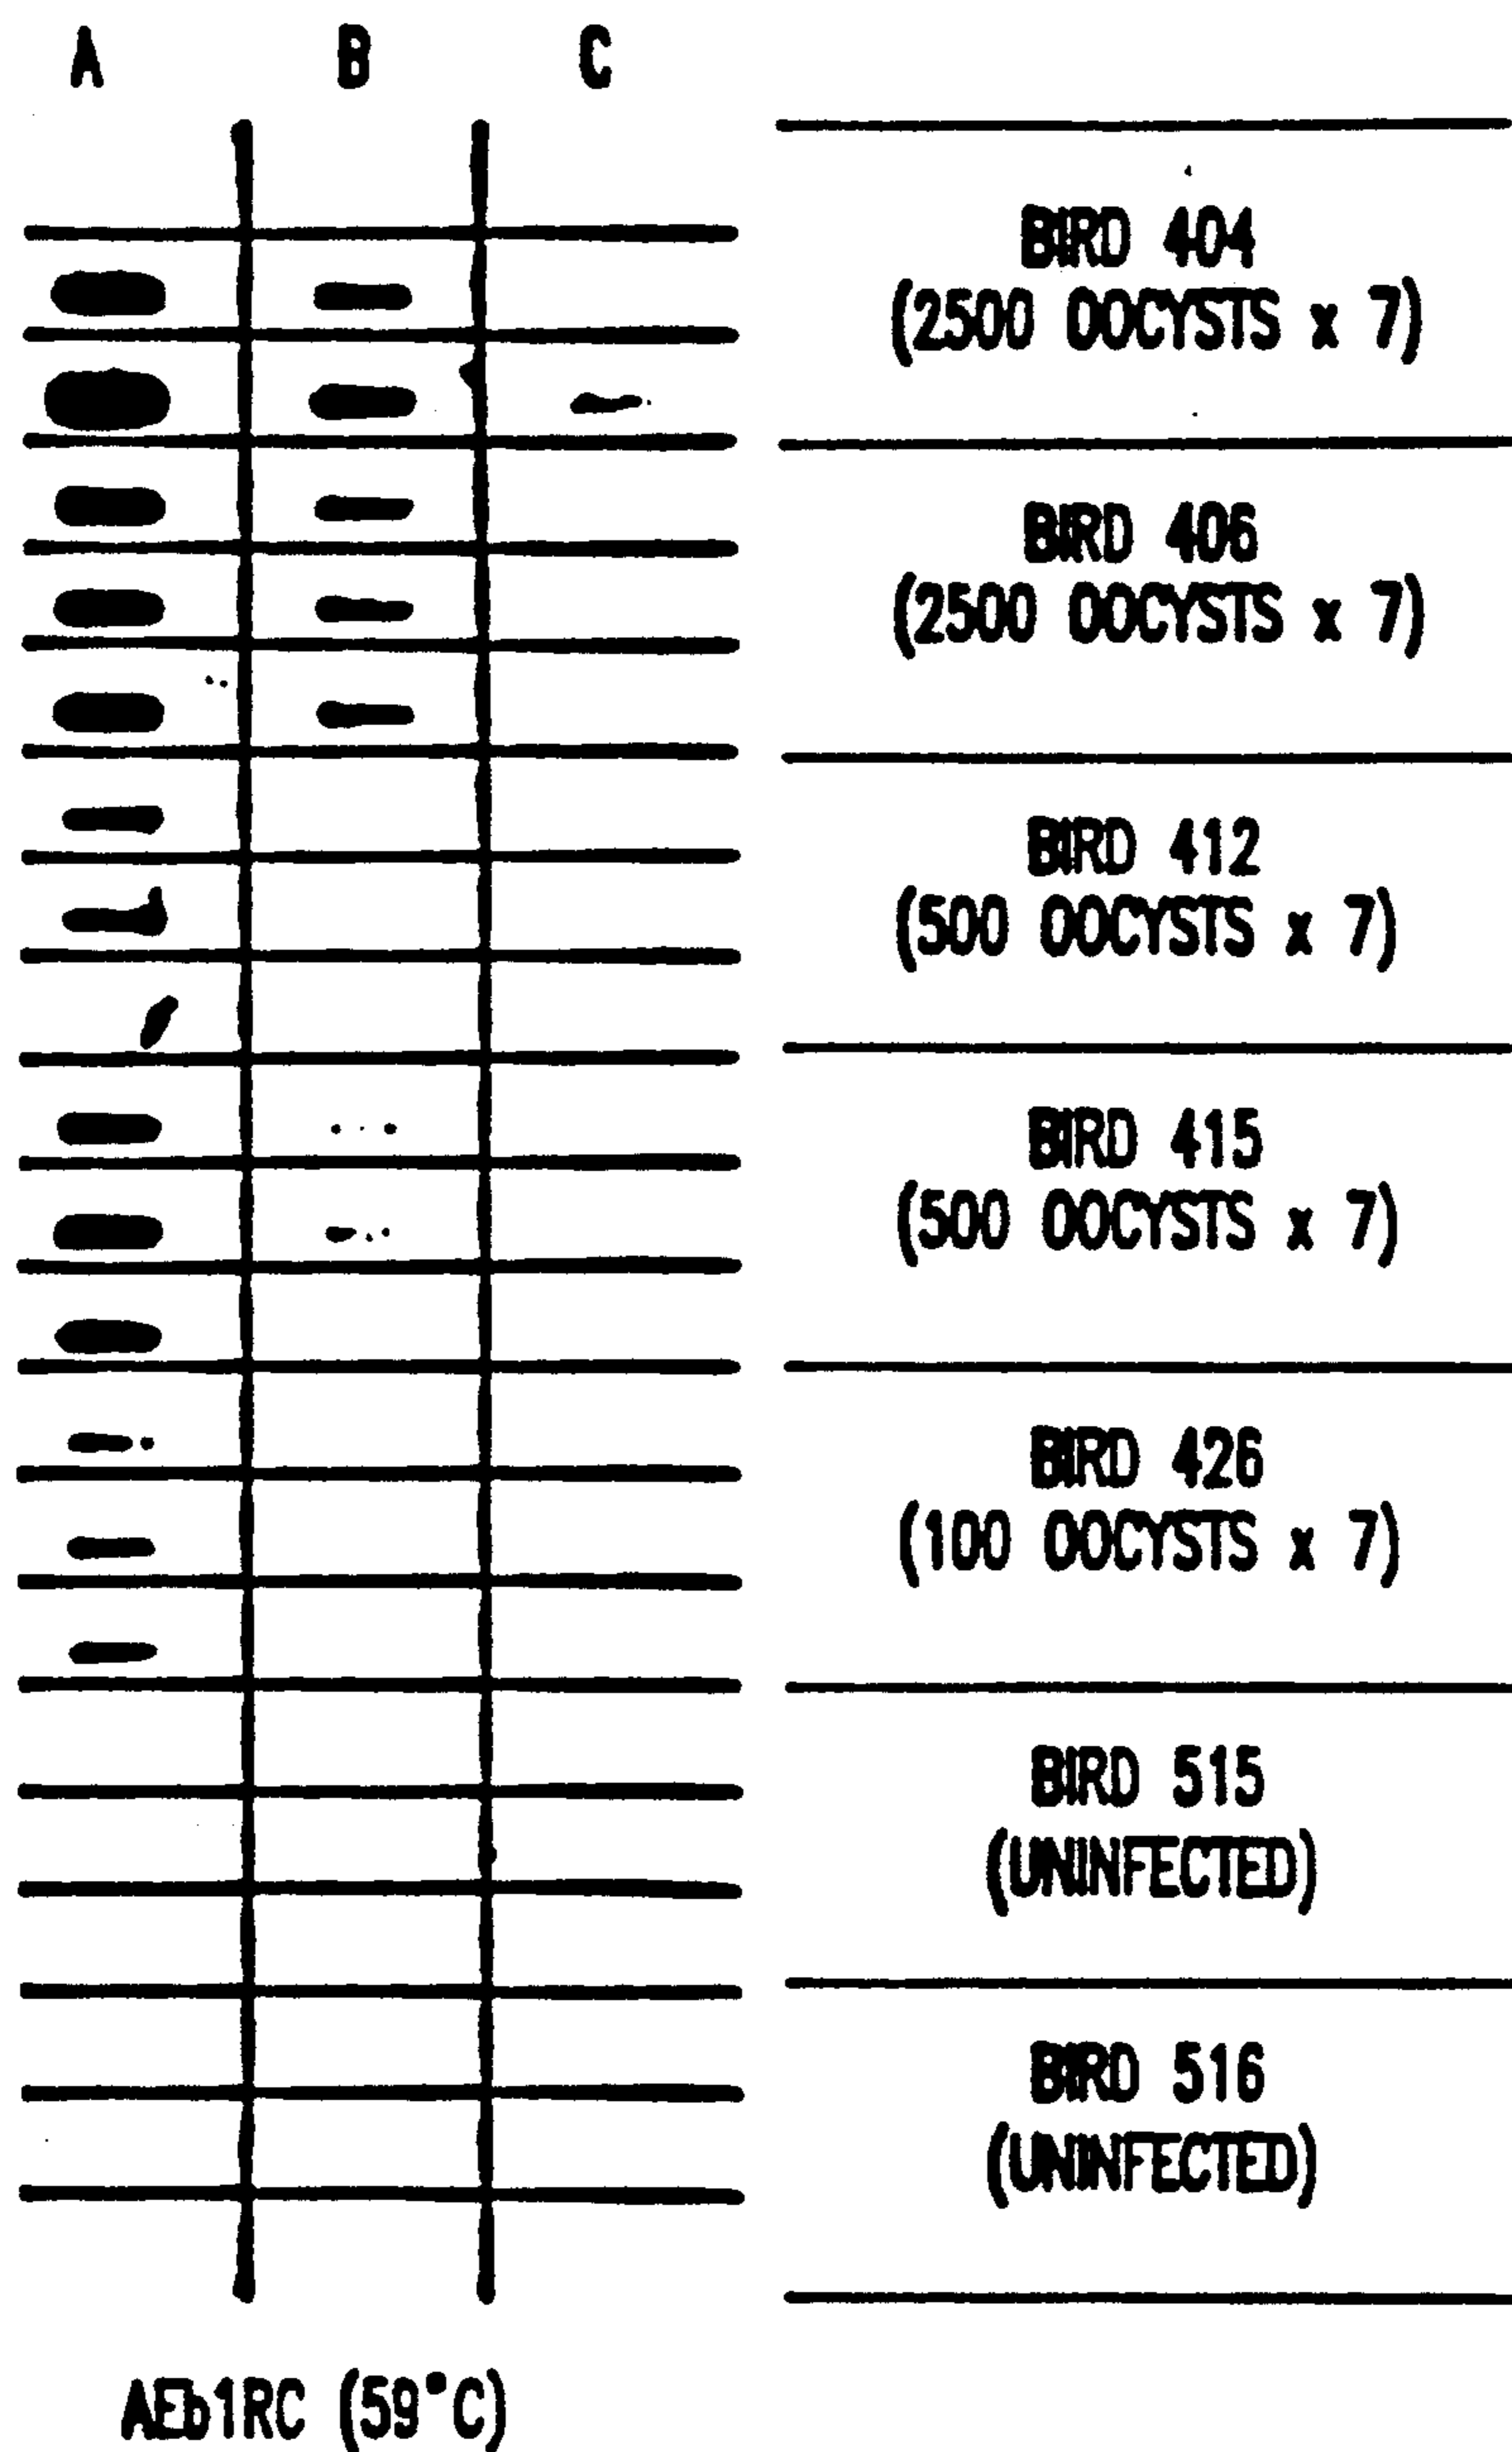 A B C
BIRD 404
(2500 OOCYSTS x 7)
BIRD 406
(2500 OOCYSTS x 7)
BIRD 412
(500 OOCYSTS x 7)
BIRD 415
(500 OOCYSTS x 7)
BIRD 426
(100 OOCYSTS x 7)
BIRD 515
(UNINFECTED)
BIRD 516
(UNINFECTED)
AEb1RC (59°C)